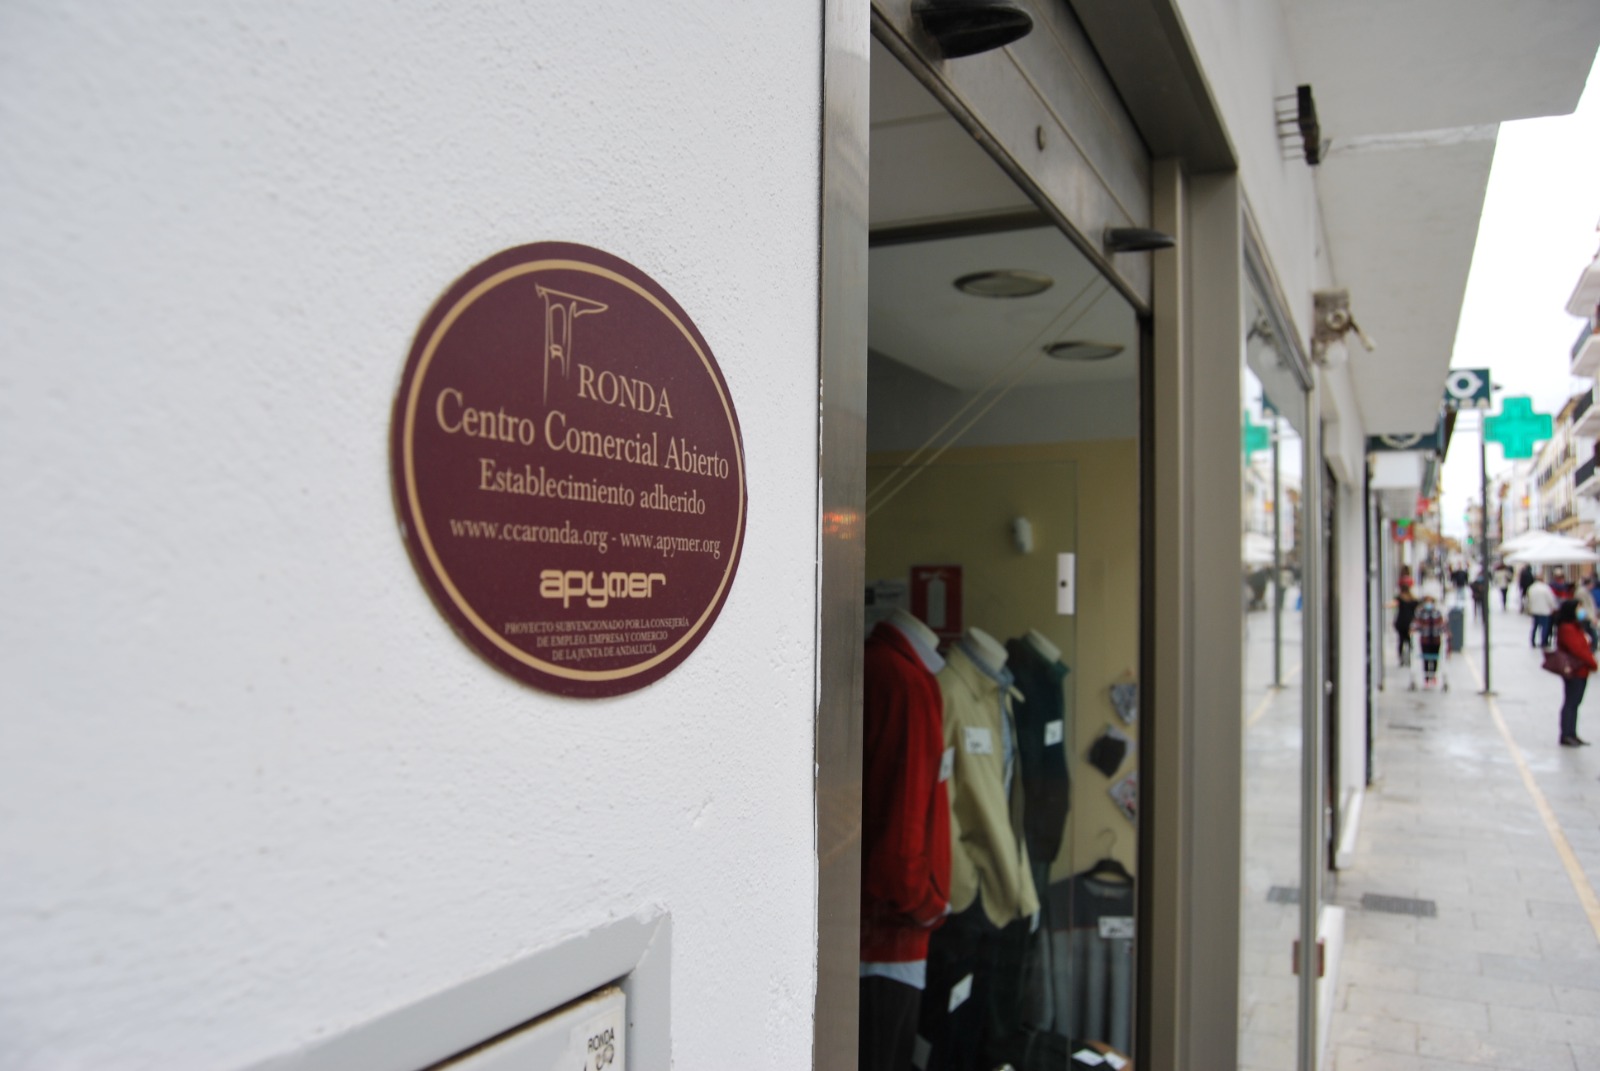 RONDA
Centro Comercial Abierto
Establecimiento adherido
www.ccaronda.org - www.apymer.org
apymer
PROYECTO SUBVENCIONADO POR LA CONSEJERÍA
DE EMPLEO, EMPRESA Y COMERCIO
DE LA JUNTA DE ANDALUCÍA
RONDA